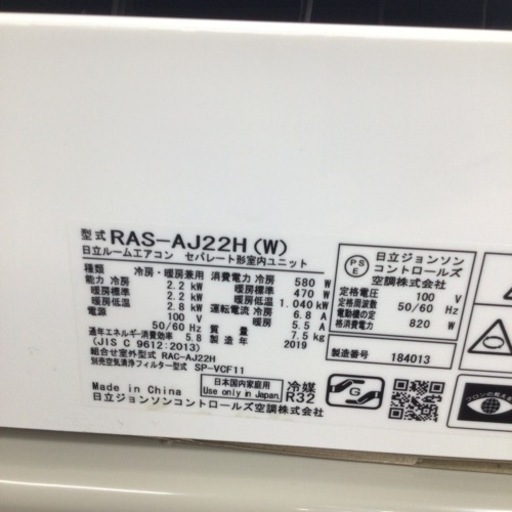 型式 RAS-AJ22H(W)
日立ルームエアコン セパレート形室内ユニット
種類 冷房・暖房兼用 消費電力 冷房 580 W
能力 冷房 2.2 kW 暖房標準 470 W
暖房標準 2.2 kW 暖房低温 1.040 kW
暖房低温 2.8 kW 運転電流 冷房 6.8 A
電源 100 V 暖房 5.5 A
50/60 Hz 質量 7.5 kg
通年エネルギー消費効率 5.8 製造年 2019
(JIS C 9612:2013)
組合せ室外型式 RAC-AJ22H
別売空気清浄フィルター型式 SP-VCF11
Made in China
日本国内家庭用
Use only in Japan.
冷媒
R32
日立ジョンソンコントロールズ空調株式会社
PS
E
日立ジョンソン
コントロールズ
空調株式会社
定格電圧 100 V
定格周波数 50/60 Hz
定格消費電力 820 W
製造番号 184013
G
フロンの見える化